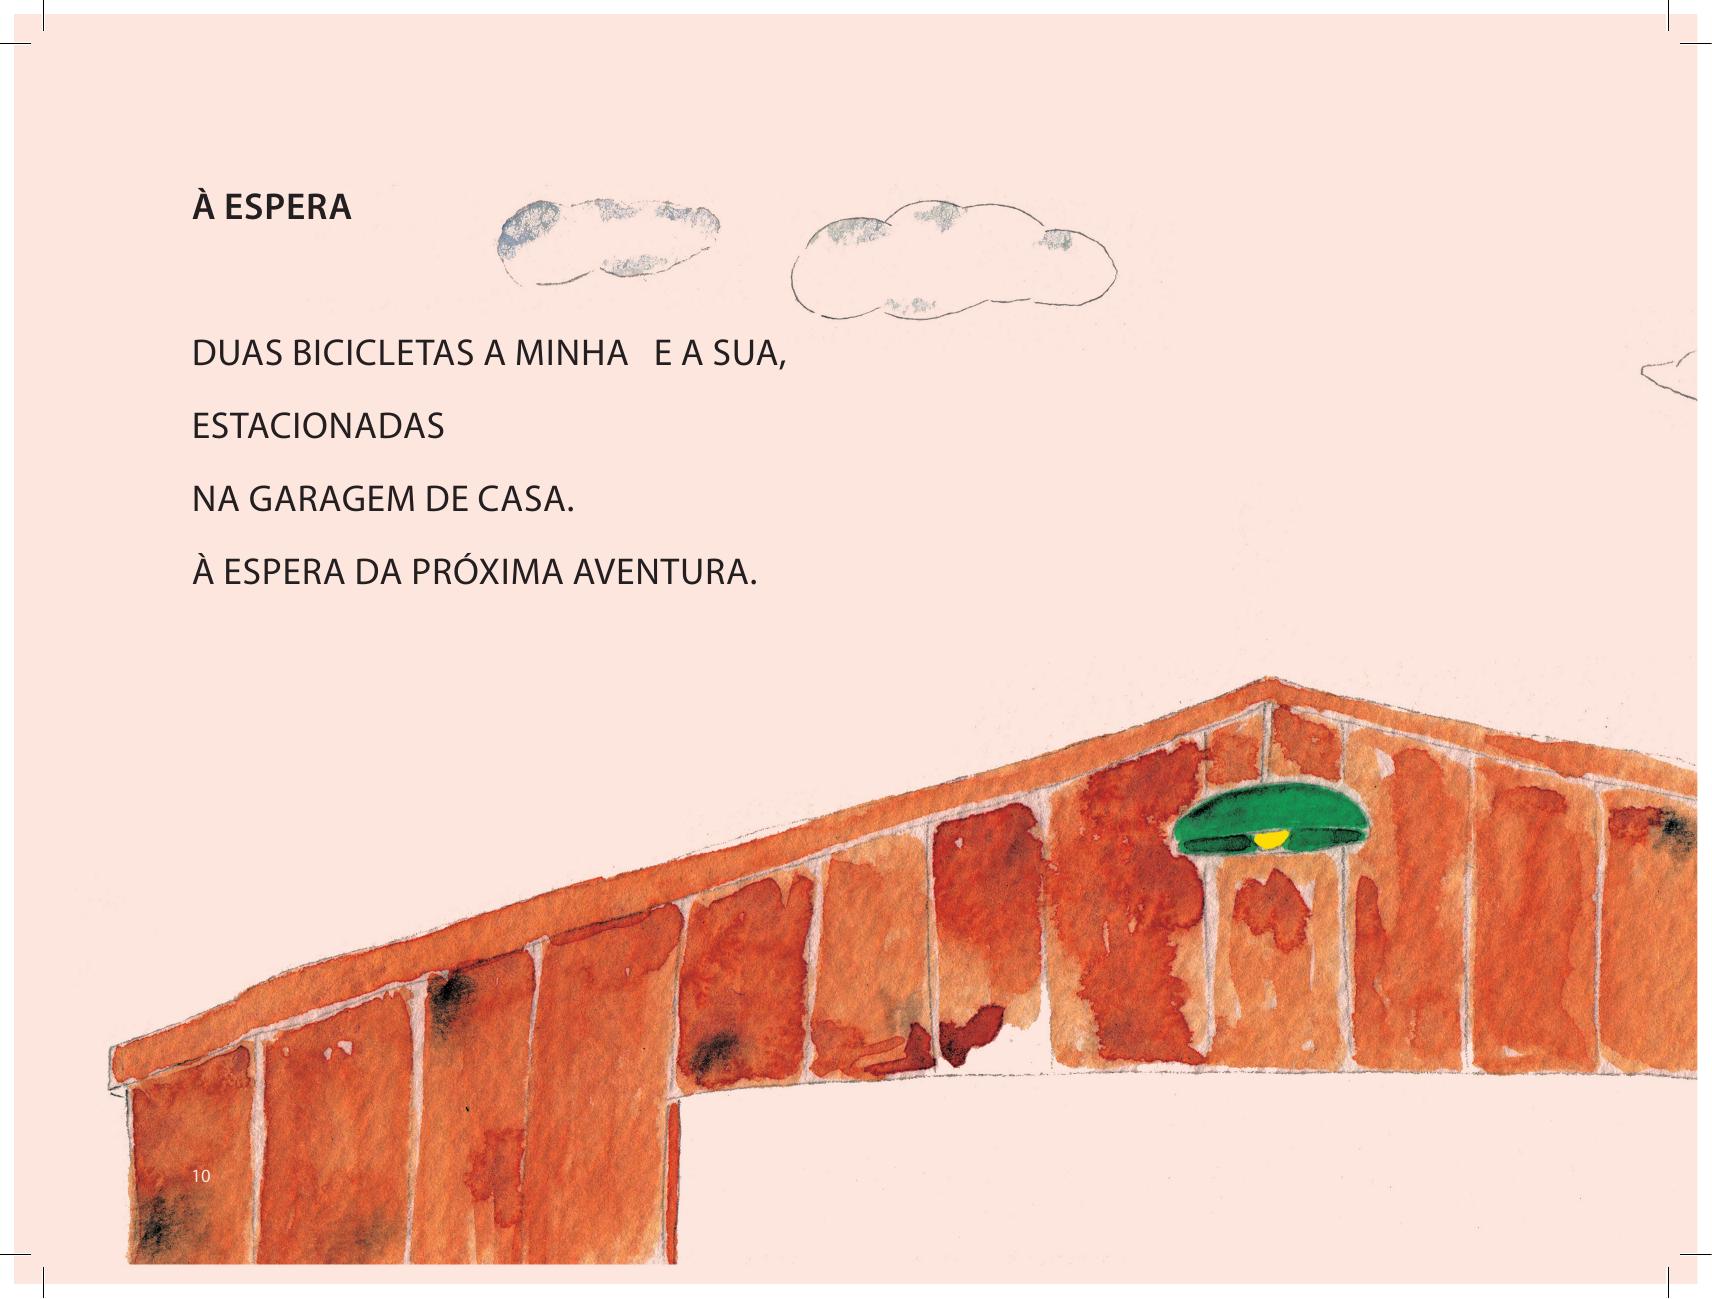 À ESPERA
DUAS BICICLETAS A MINHA   E A SUA,
ESTACIONADAS
NA GARAGEM DE CASA.
À ESPERA DA PRÓXIMA AVENTURA.
10